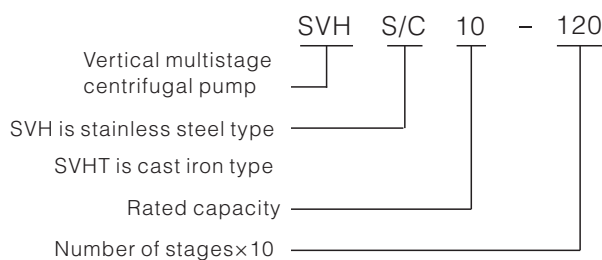 SVH S/C 10 - 120
Vertical multistage
centrifugal pump
SVH is stainless steel type
SVHT is cast iron type
Rated capacity
Number of stages×10